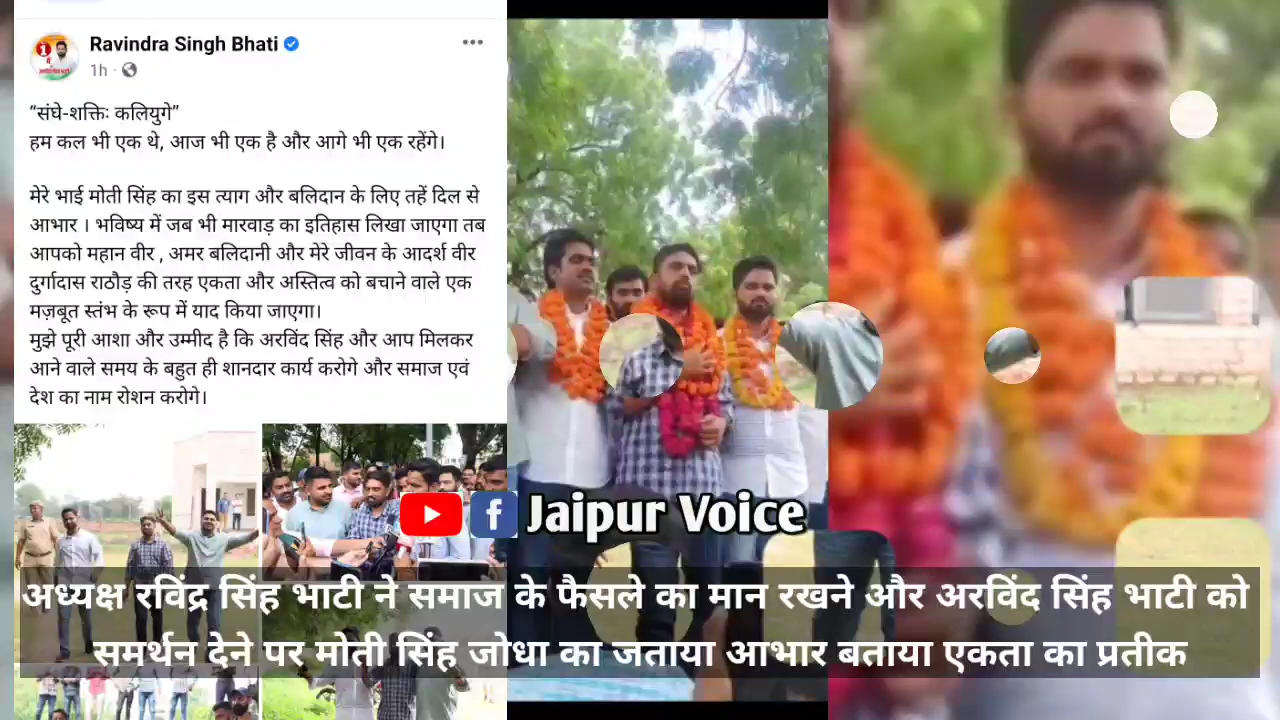 Ravindra Singh Bhati
1h
“संघे-शक्तिः कलियुगे”
हम कल भी एक थे, आज भी एक है और आगे भी एक रहेंगे।
मेरे भाई मोती सिंह का इस त्याग और बलिदान के लिए तहें दिल से
आभार । भविष्य में जब भी मारवाड़ का इतिहास लिखा जाएगा तब
आपको महान वीर , अमर बलिदानी और मेरे जीवन के आदर्श वीर
दुर्गादास राठौड़ की तरह एकता और अस्तित्व को बचाने वाले एक
मज़बूत स्तंभ के रूप में याद किया जाएगा।
मुझे पूरी आशा और उम्मीद है कि अरविंद सिंह और आप मिलकर
आने वाले समय के बहुत ही शानदार कार्य करोगे और समाज एवं
देश का नाम रोशन करोगे।
Jaipur Voice
अध्यक्ष रविंद्र सिंह भाटी ने समाज के फैसले का मान रखने और अरविंद सिंह भाटी को
समर्थन देने पर मोती सिंह जोधा का जताया आभार बताया एकता का प्रतीक